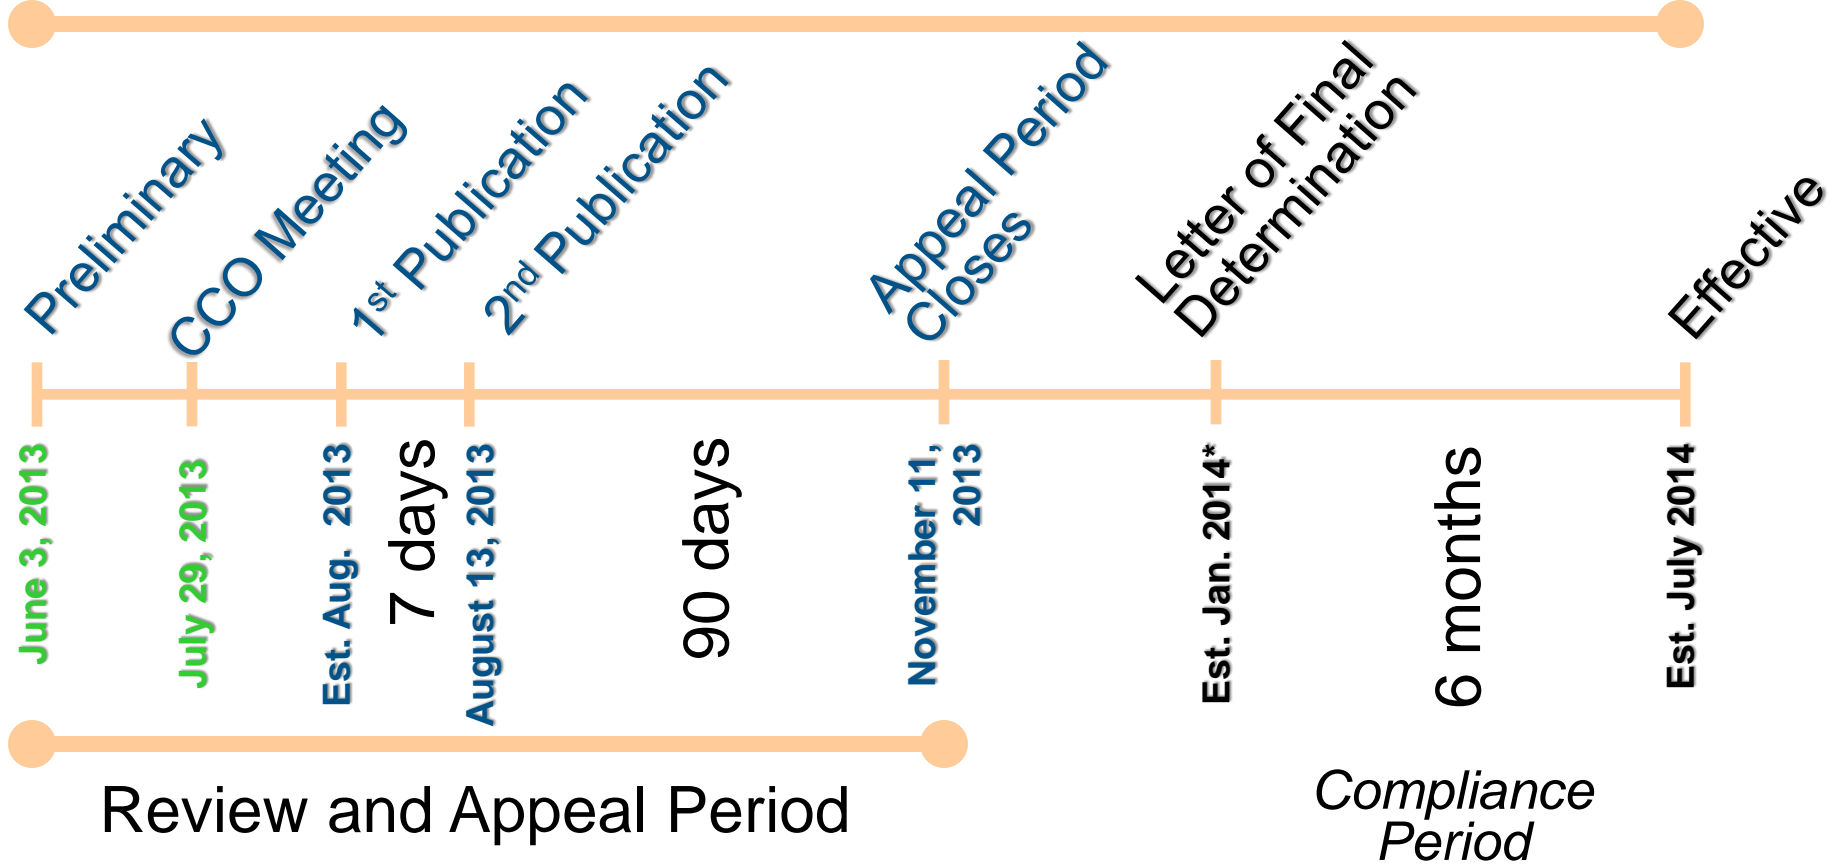 Preliminary
CCO Meeting
1st Publication
2nd Publication
Appeal Period
Closes
Letter of Final
Determination
Effective
June 3, 2013
July 29, 2013
Est. Aug. 2013
7 days
August 13, 2013
90 days
November 11,
2013
Est. Jan. 2014*
6 months
Est. July 2014
Review and Appeal Period
Compliance
Period